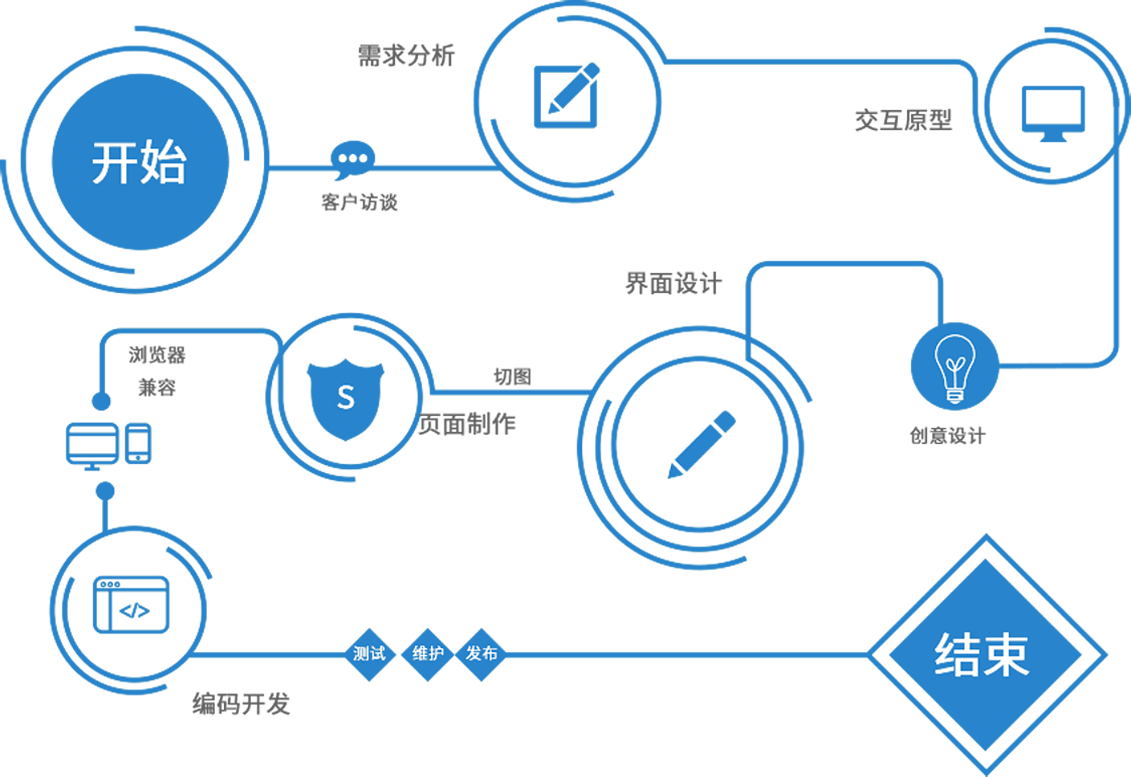 开始
客户访谈
需求分析
交互原型
创意设计
界面设计
切图
S
页面制作
浏览器
兼容
</>
编码开发
测试
维护
发布
结束